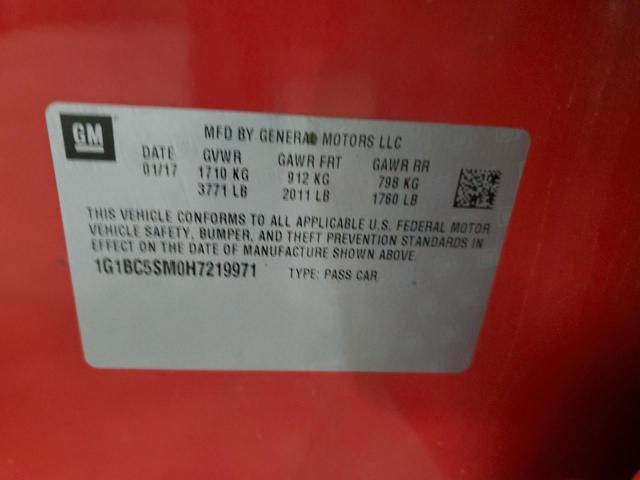 GM
MFD BY GENERAL MOTORS LLC
DATE GVWR GAWR FRT GAWR RR
01/17 1710 KG 912 KG 798 KG
3771 LB 2011 LB 1760 LB
THIS VEHICLE CONFORMS TO ALL APPLICABLE U.S. FEDERAL MOTOR
VEHICLE SAFETY, BUMPER, AND THEFT PREVENTION STANDARDS IN
EFFECT ON THE DATE OF MANUFACTURE SHOWN ABOVE.
1G1BC5SM0H7219971 TYPE: PASS CAR